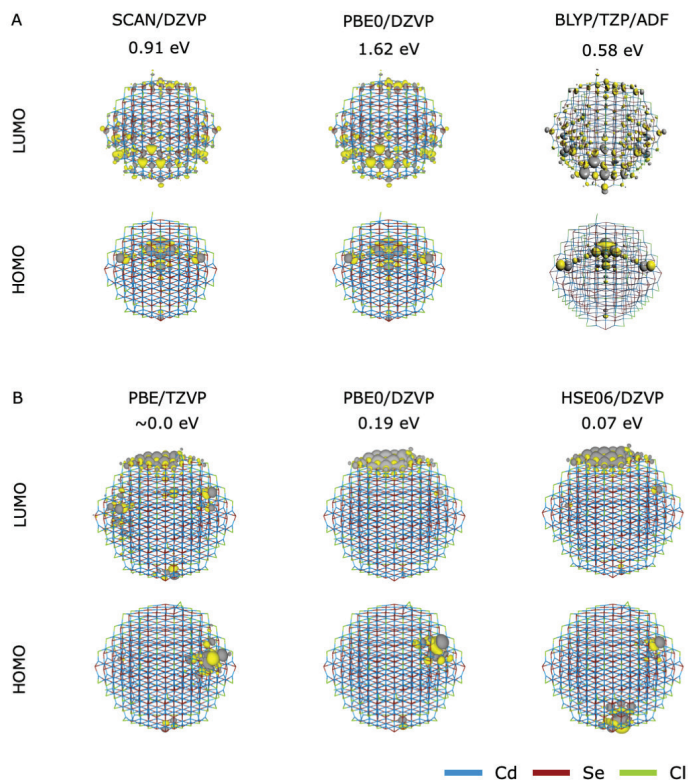 A
SCAN/DZVP PBE0/DZVP BLYP/TZP/ADF
0.91 eV 1.62 eV 0.58 eV
LUMO
HOMO
B
PBE/TZVP PBE0/DZVP HSE06/DZVP
~0.0 eV 0.19 eV 0.07 eV
LUMO
HOMO
Cd Se Cl